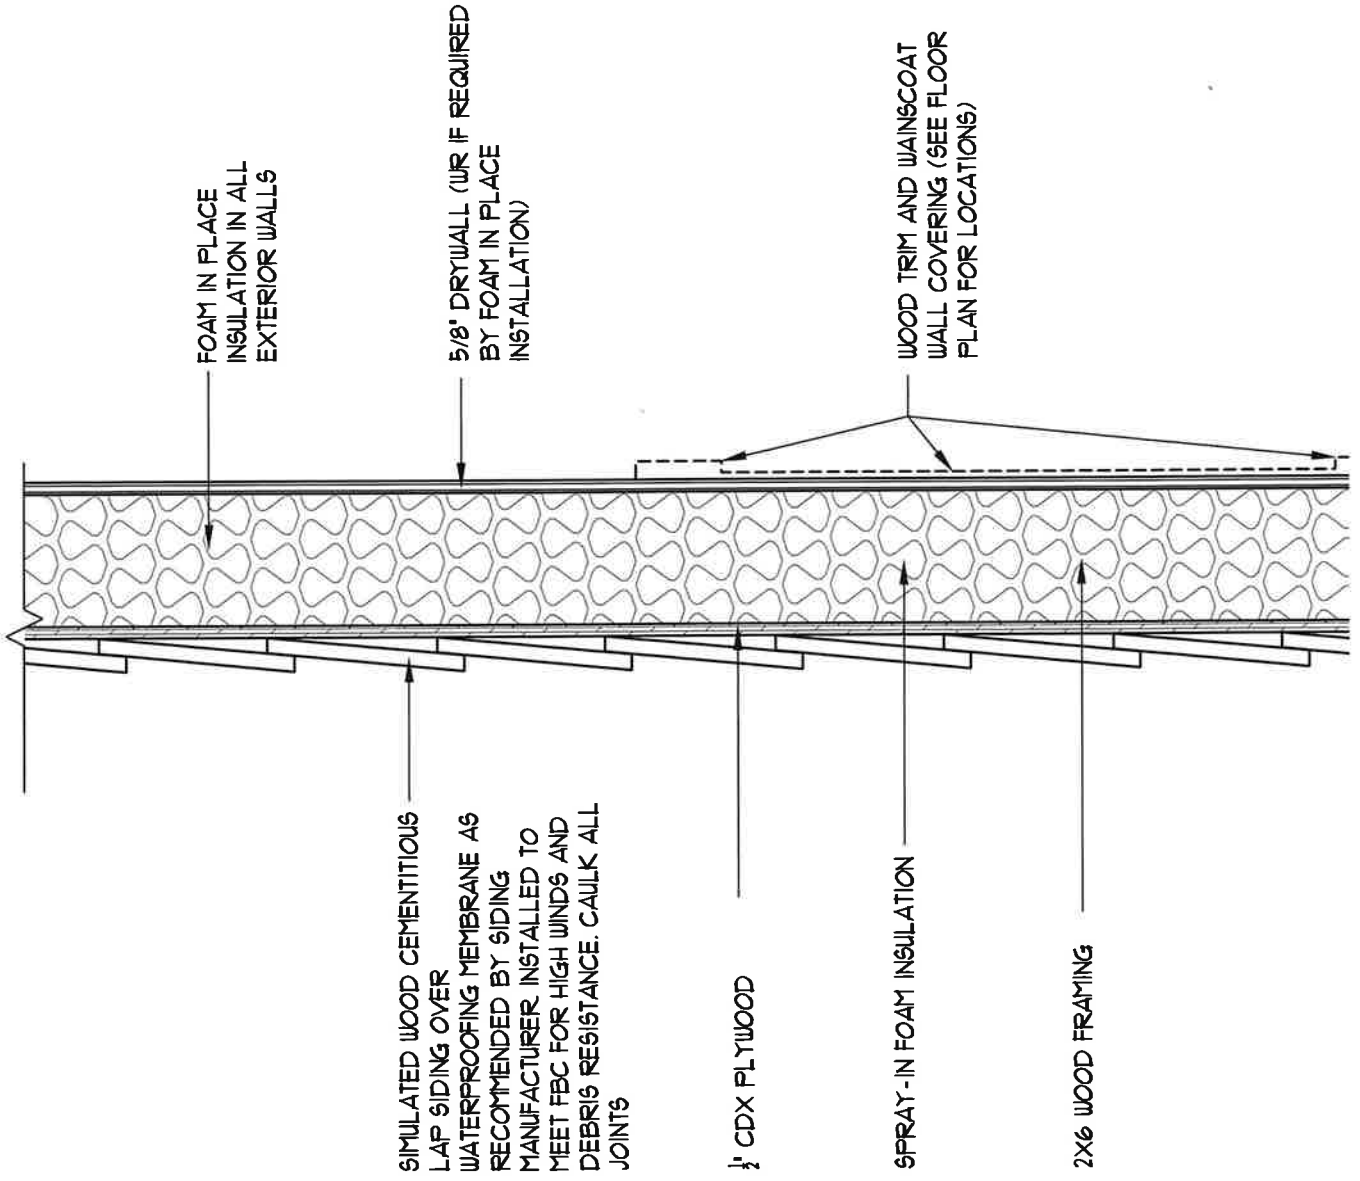 FOAM IN PLACE
INSULATION IN ALL
EXTERIOR WALLS
5/8" DRYWALL (WR IF REQUIRED
BY FOAM IN PLACE
INSTALLATION)
WOOD TRIM AND WAINSCOAT
WALL COVERING (SEE FLOOR
PLAN FOR LOCATIONS)
SIMULATED WOOD CEMENTITIOUS
LAP SIDING OVER
WATERPROOFING MEMBRANE AS
RECOMMENDED BY SIDING
MANUFACTURER INSTALLED TO
MEET FBC FOR HIGH WINDS AND
DEBRIS RESISTANCE. CAULK ALL
JOINTS
½" CDX PLYWOOD
SPRAY-IN FOAM INSULATION
2X6 WOOD FRAMING